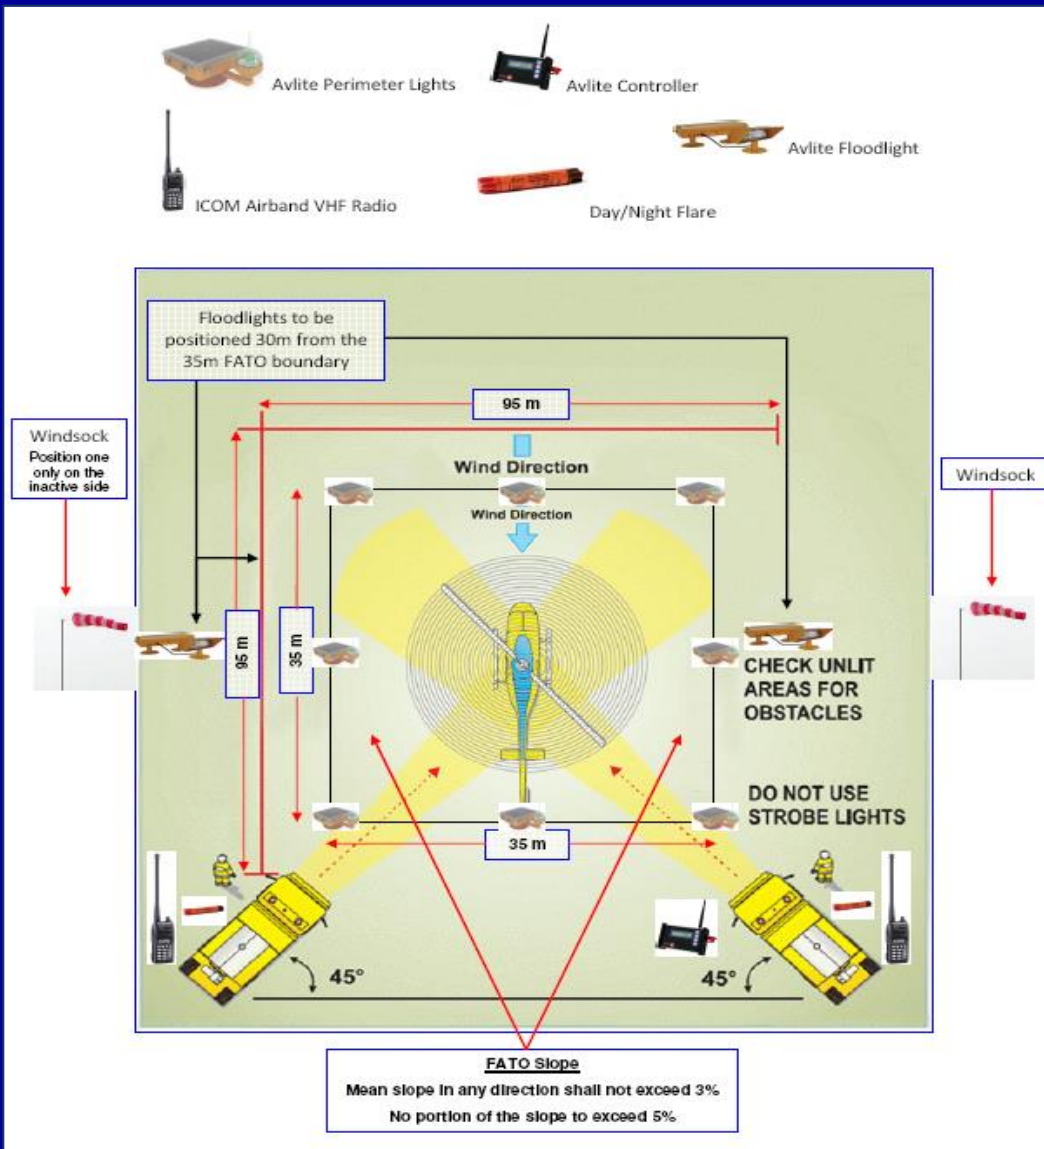 Avlite Perimeter Lights
Avlite Controller
Avlite Floodlight
ICOM Airband VHF Radio
Day/Night Flare
Floodlights to be
positioned 30m from the
35m FATO boundary
95 m
Windsock
Position one
only on the
inactive side
Wind Direction
Windsock
Wind Direction
95 m
35 m
CHECK UNLIT
AREAS FOR
OBSTACLES
DO NOT USE
STROBE LIGHTS
35 m
45°
45°
FATO Slope
Mean slope in any direction shall not exceed 3%
No portion of the slope to exceed 5%